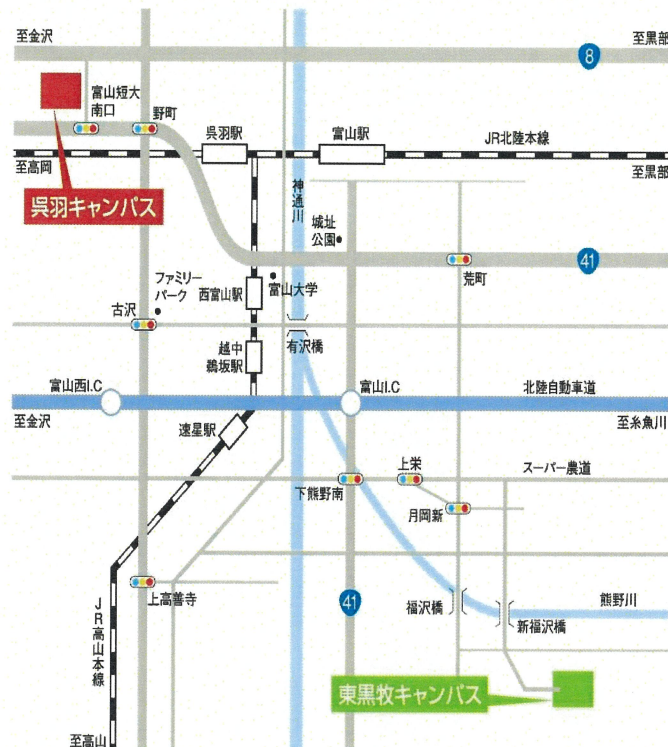 至金沢
8
至黒部
富山短大
南口
野町
呉羽駅
富山駅
JR北陸本線
至高岡
至黒部
呉羽キャンパス
神通川
城址
公園
41
荒町
ファミリー
パーク
西富山駅
富山大学
古沢
有沢橋
越中
鵜坂駅
富山西I.C
富山I.C
北陸自動車道
至金沢
至糸魚川
速星駅
上栄
スーパー農道
下熊野南
月岡新
上高善寺
JR高山本線
41
福沢橋
新福沢橋
熊野川
東黒牧キャンパス
至高山